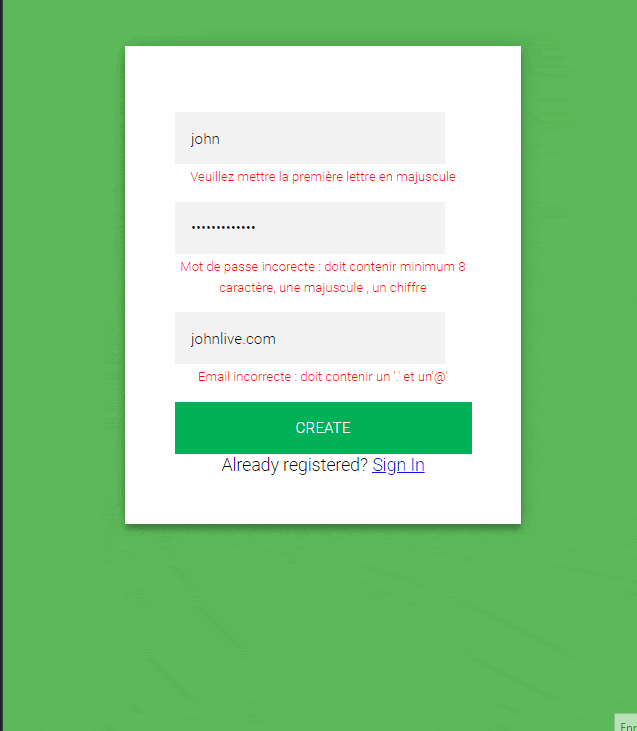 john
Veuillez mettre la première lettre en majuscule
•••••••••••••
Mot de passe incorecte : doit contenir minimum 8
caractère, une majuscule , un chiffre
johnlive.com
Email incorrecte : doit contenir un '.' et un'@'
CREATE
Already registered? Sign In